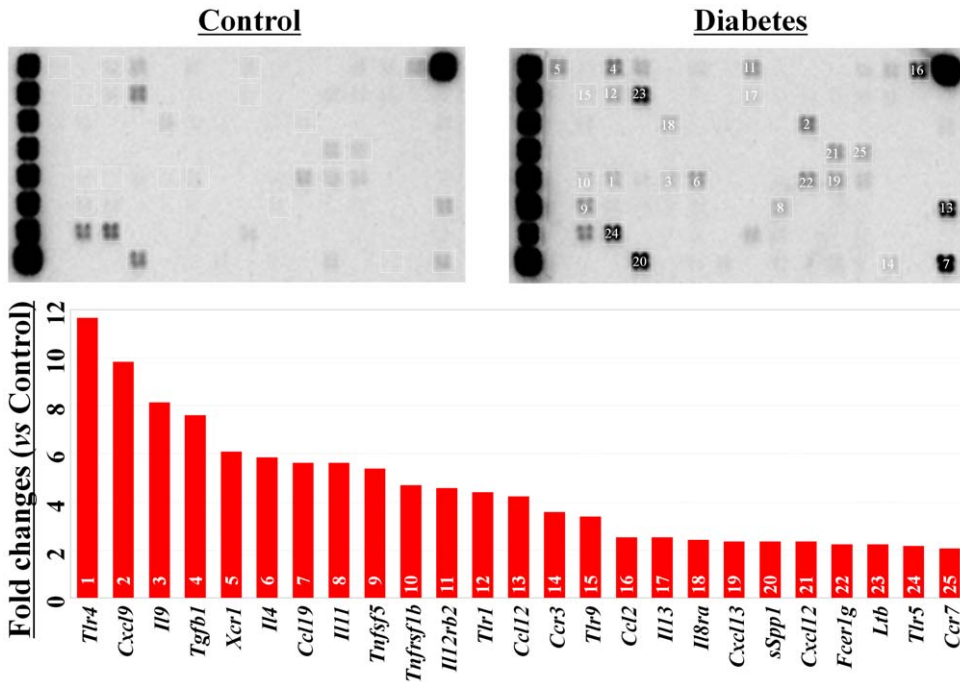 Control
Diabetes
5 4 11 16
15 12 23 17
18 2
21 25
10 1 3 6 22 19
9 8 13
24
20 14 7
Fold changes (vs Control)
12
10
8
6
4
2
0
1 2 3 4 5 6 7 8 9 10 11 12 13 14 15 16 17 18 19 20 21 22 23 24 25
Tlr4
Cxcl9
Il9
Tgfb1
Xcr1
Il4
Ccl19
Il11
Tnfsf5
Tnfrsf1b
Il12rb2
Tlr1
Ccl12
Ccr3
Tlr9
Ccl2
Il13
Il8ra
Cxcl13
sSpp1
Cxcl12
Fcer1g
Ltb
Tlr5
Ccr7